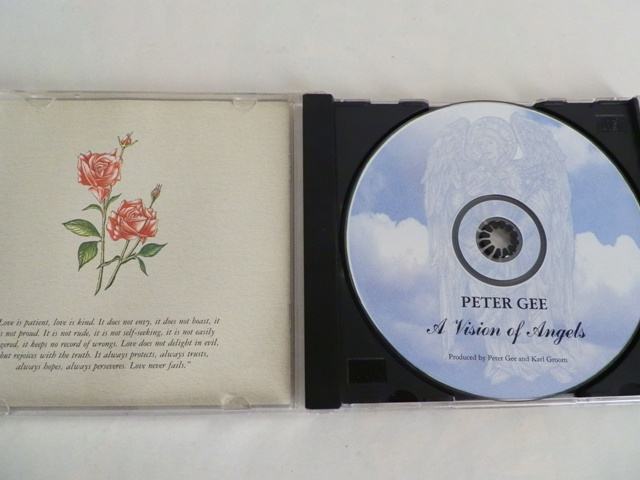 Love is patient, love is kind. It does not envy, it does not boast, it
is not proud. It is not rude, it is not self-seeking, it is not easily
gered, it keeps no record of wrongs. Love does not delight in evil,
but rejoices with the truth. It always protects, always trusts,
always hopes, always perseveres. Love never fails."
PETER GEE
A Vision of Angels
Produced by Peter Gee and Karl Groom